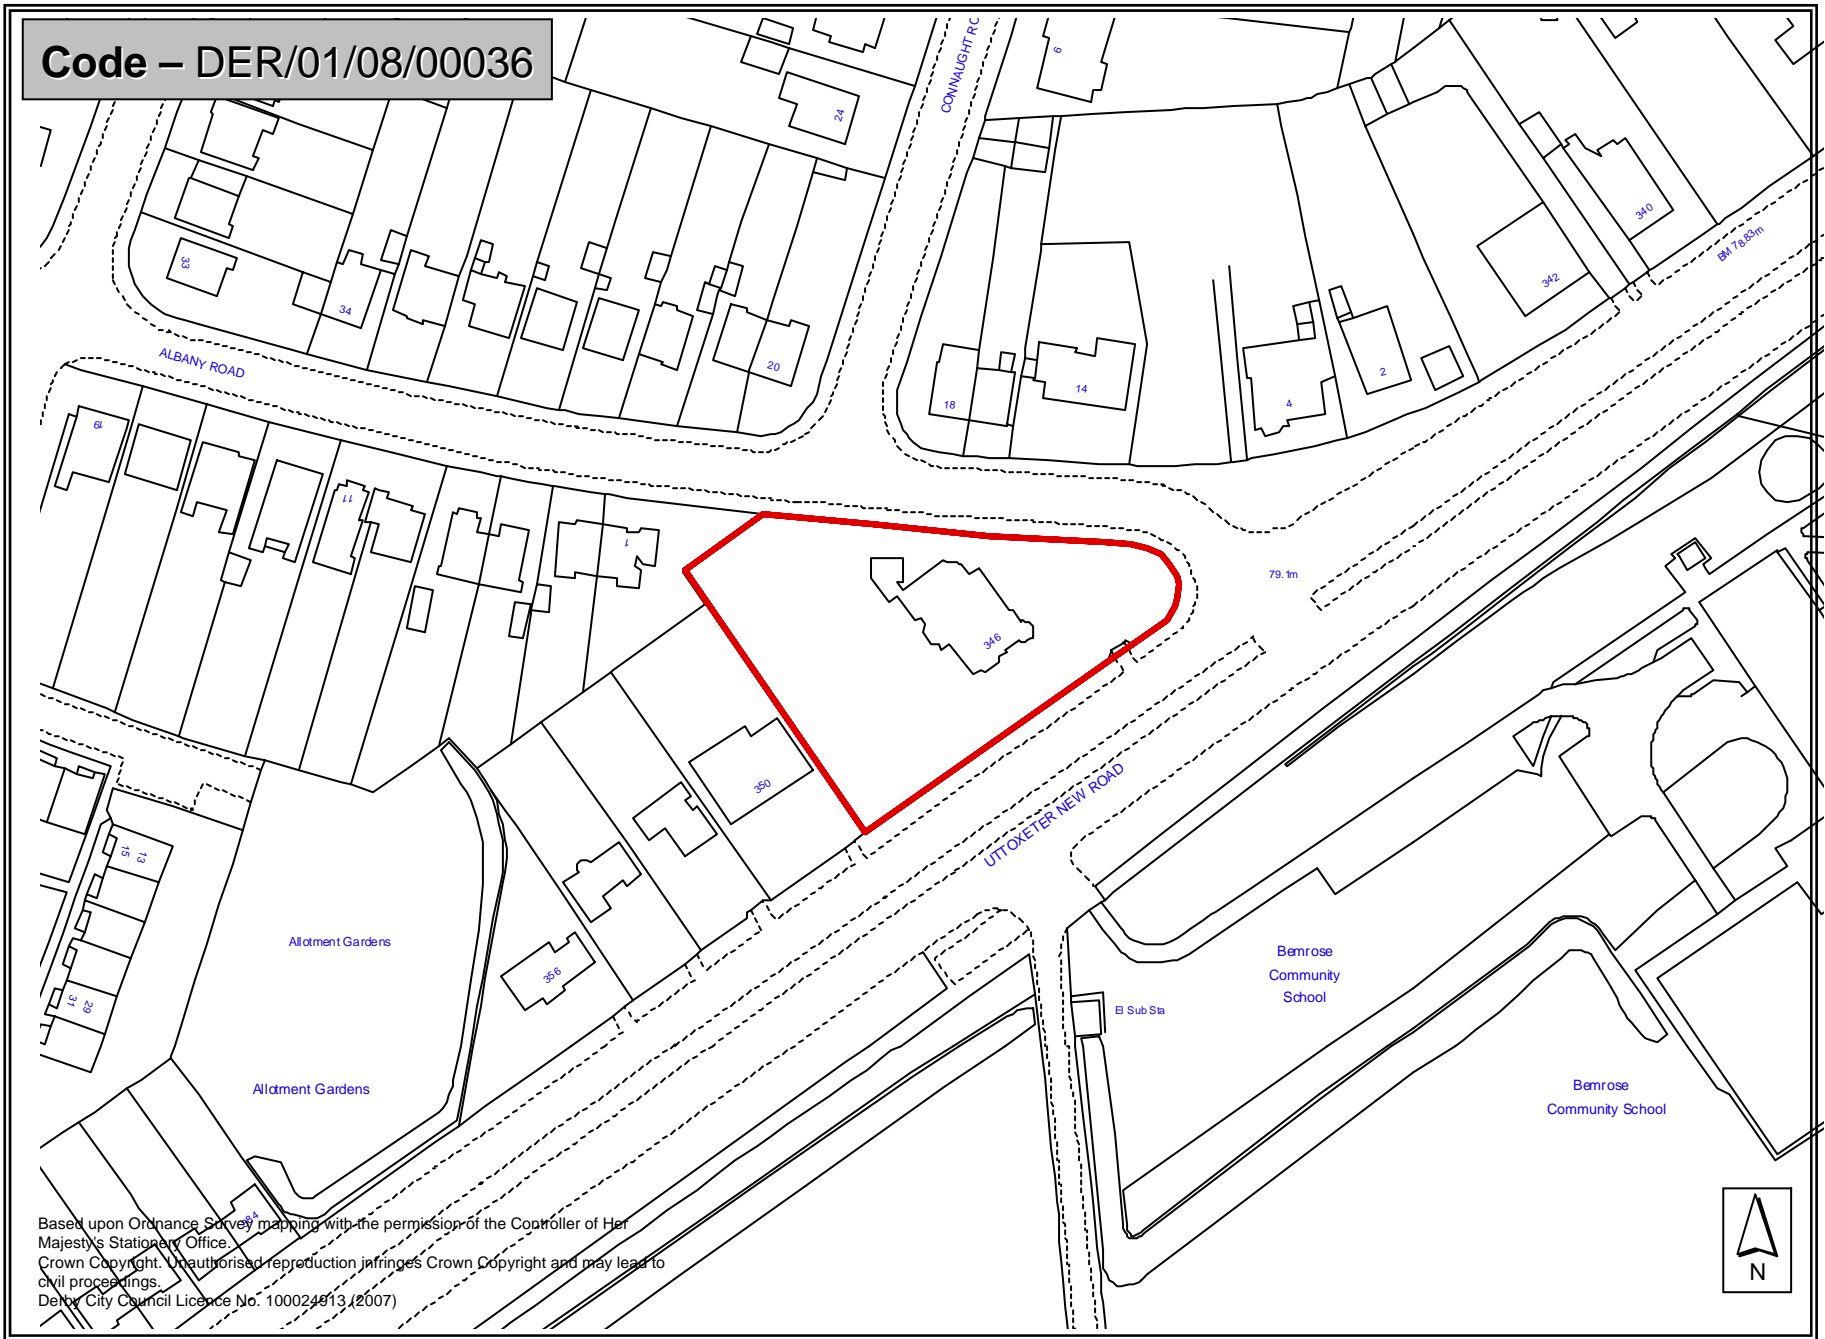 Code – DER/01/08/00036
CONNAUGHT RO
6
24
33
34
20
ALBANY ROAD
340
BM 78.83m
342
18
14
4
2
19
11
1
79.1m
346
350
UTTOXETER NEW ROAD
13
15
356
29
31
Allotment Gardens
Allotment Gardens
Bemrose
Community
School
El Sub Sta
Bemrose
Community School
384
Based upon Ordnance Survey mapping with the permission of the Controller of Her
Majesty's Stationery Office.
Crown Copyright. Unauthorised reproduction infringes Crown Copyright and may lead to
civil proceedings.
Derby City Council Licence No. 100024913 (2007)
N